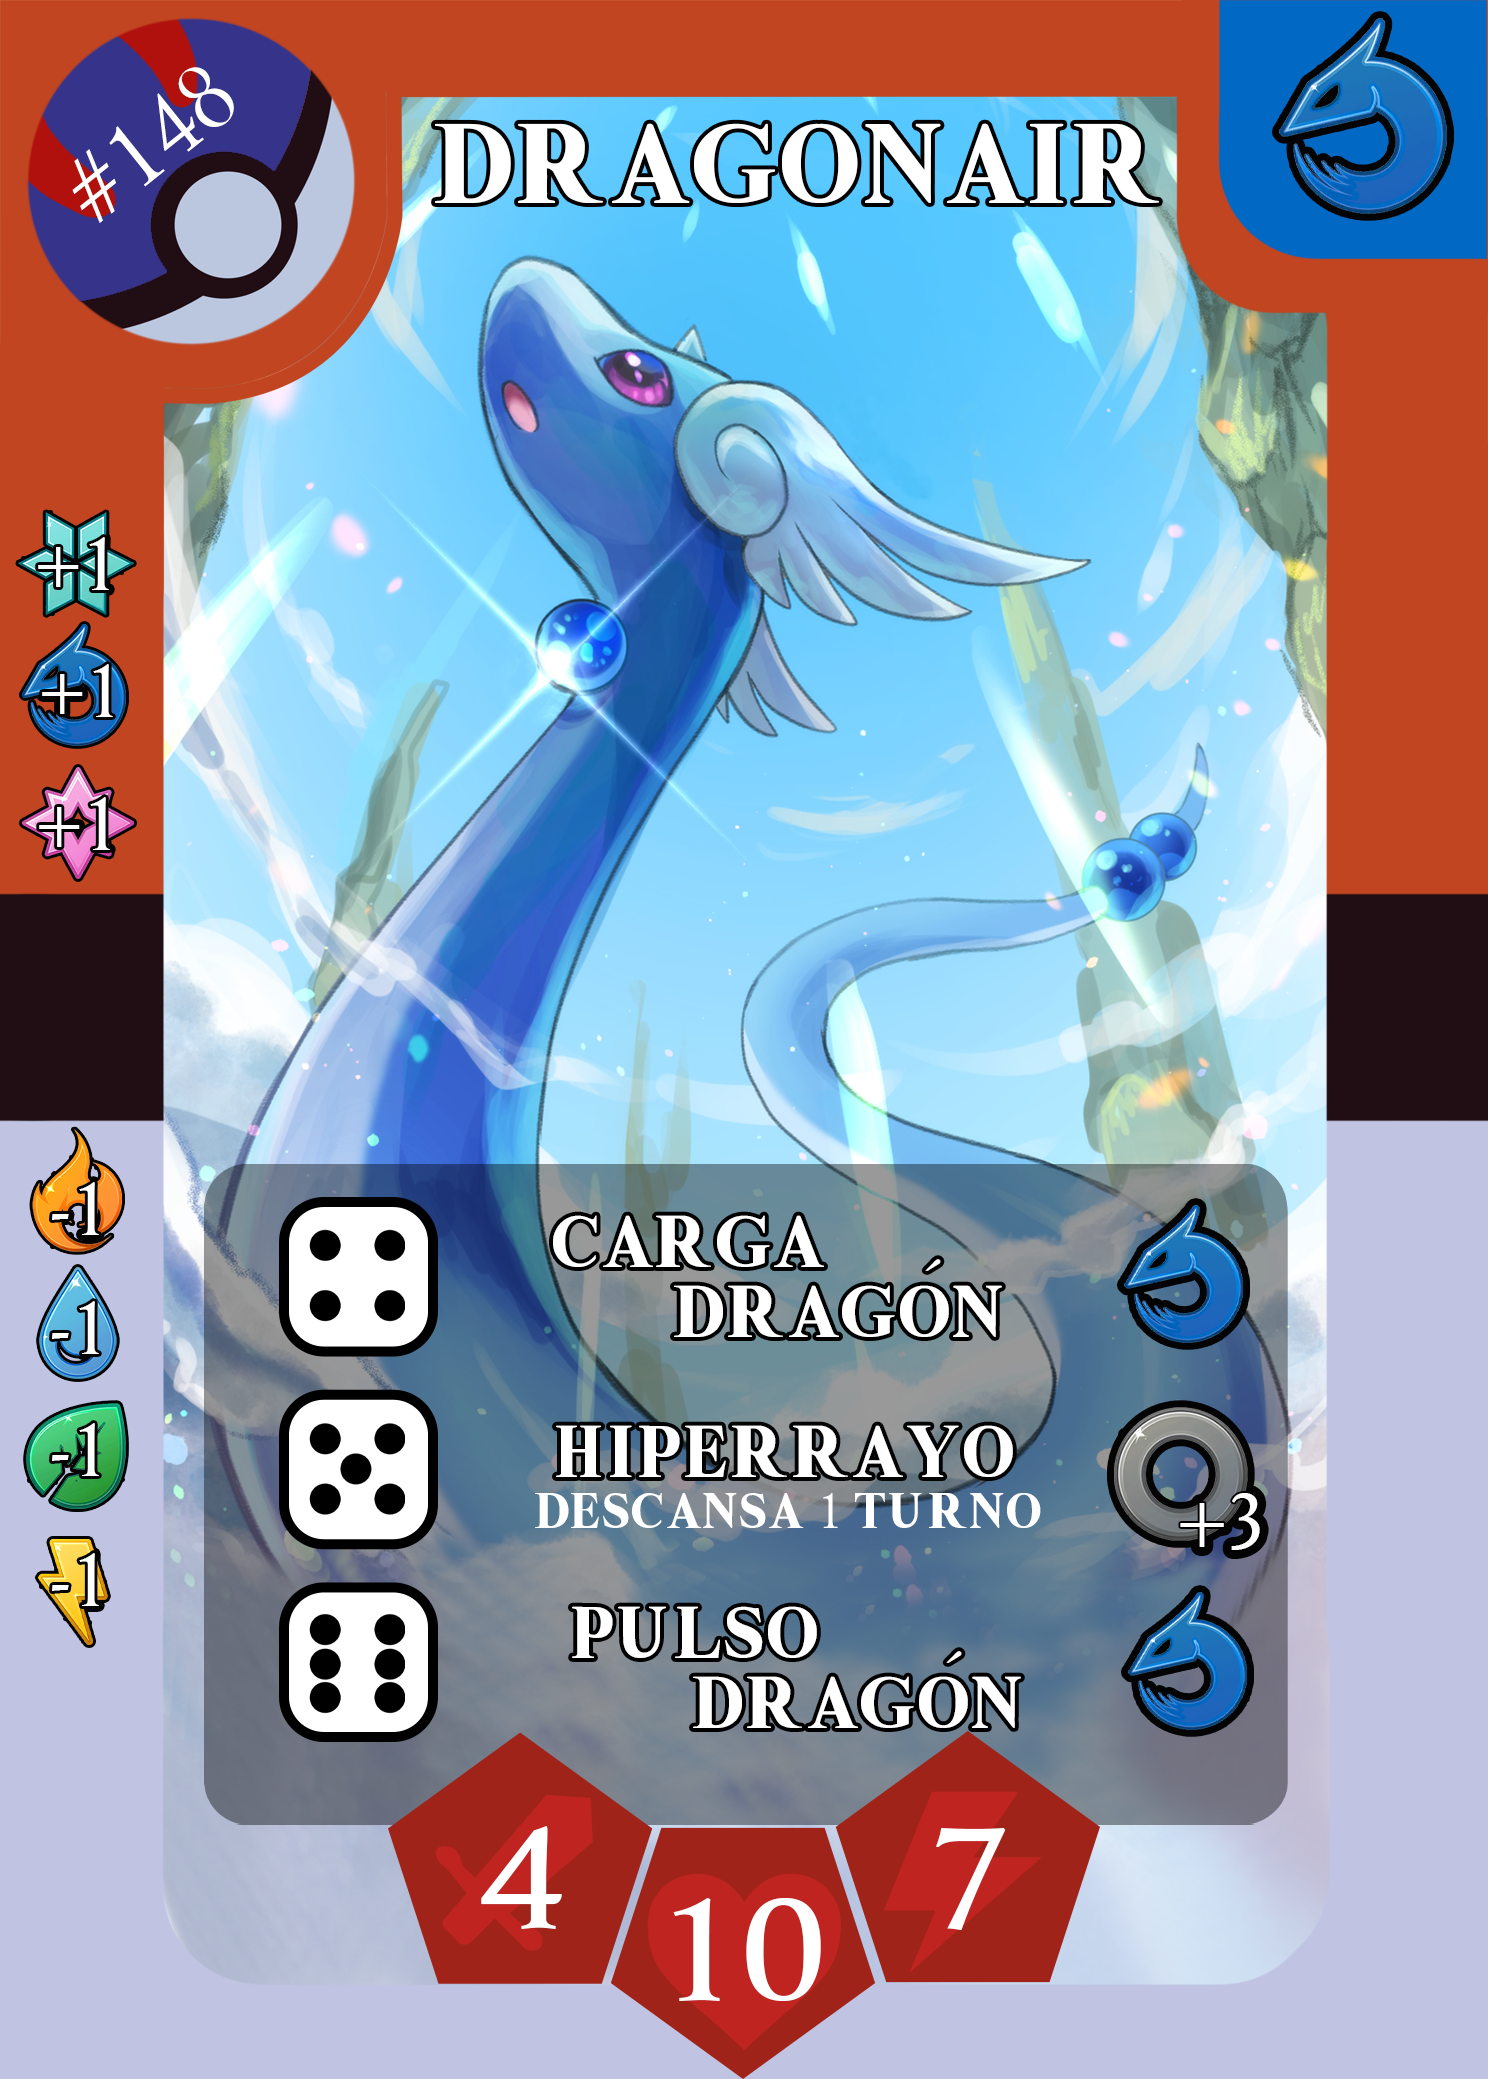 #148
DRAGONAIR
+1
+1
+1
-1
-1
-1
-1
CARGA
DRAGÓN
HIPERRAYO
DESCANSA 1 TURNO
+3
PULSO
DRAGÓN
4
10
7